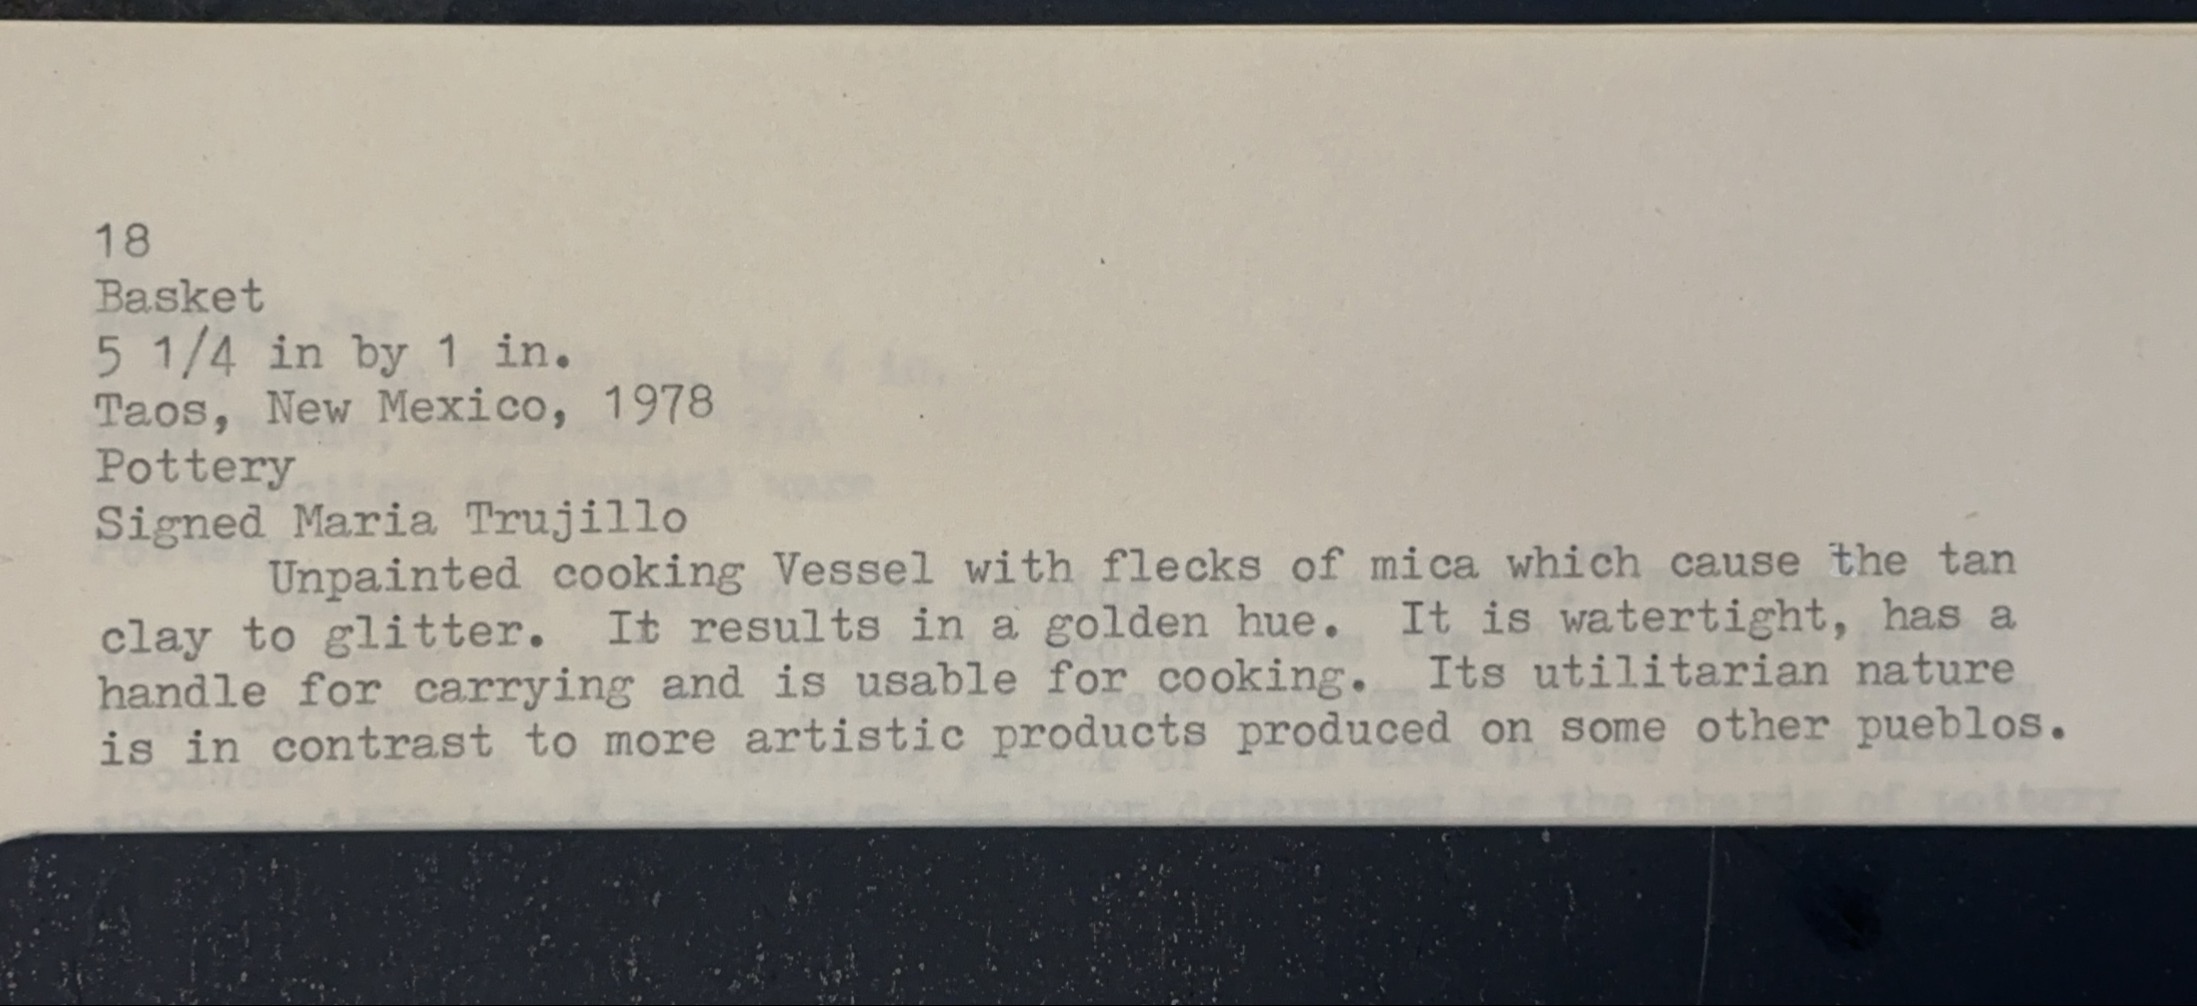 18
Basket
5 1/4 in by 1 in.
Taos, New Mexico, 1978
Pottery
Signed Maria Trujillo
Unpainted cooking Vessel with flecks of mica which cause the tan
clay to glitter. It results in a golden hue. It is watertight, has a
handle for carrying and is usable for cooking. Its utilitarian nature
is in contrast to more artistic products produced on some other pueblos.